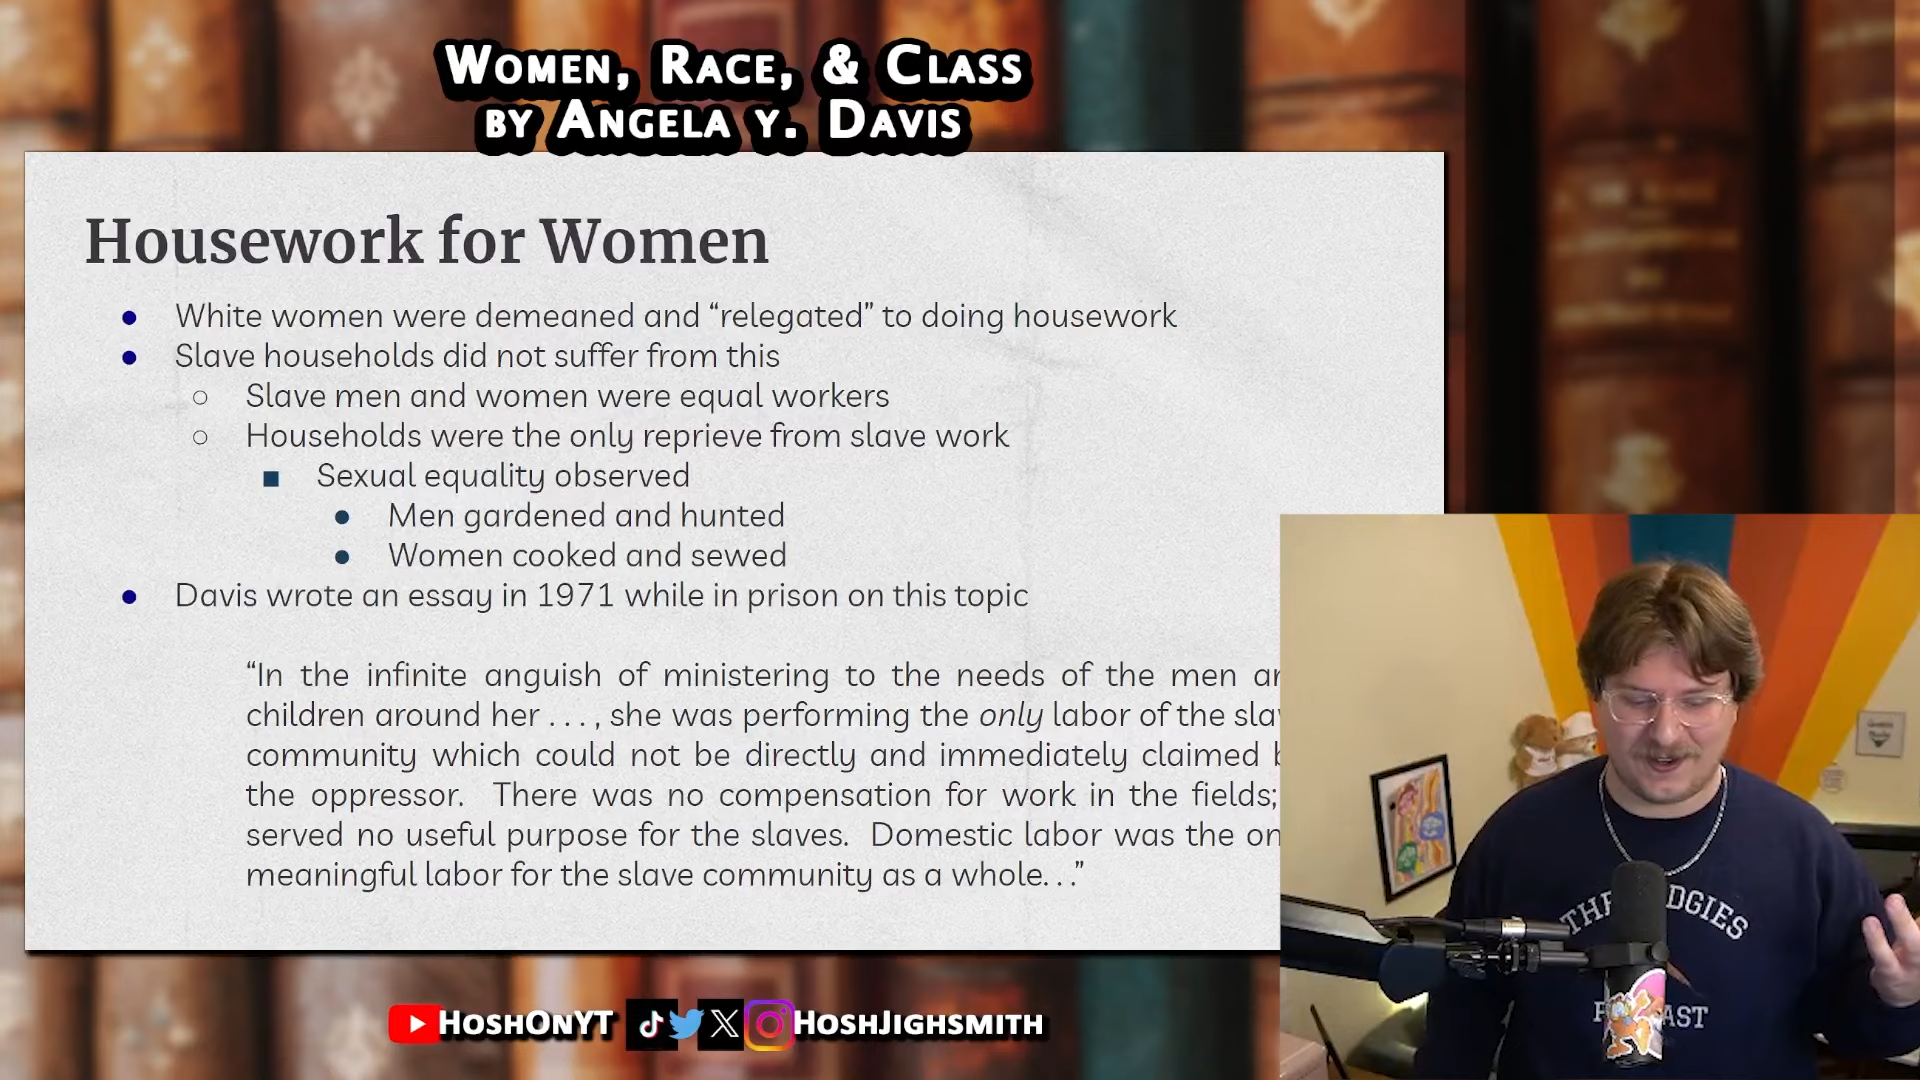 WOMEN, RACE, & CLASS
BY ANGELA Y. DAVIS
Housework for Women
● White women were demeaned and “relegated” to doing housework
● Slave households did not suffer from this
○ Slave men and women were equal workers
○ Households were the only reprieve from slave work
■ Sexual equality observed
● Men gardened and hunted
● Women cooked and sewed
● Davis wrote an essay in 1971 while in prison on this topic
“In the infinite anguish of ministering to the needs of the men
children around her . . . , she was performing the only labor of the
community which could not be directly and immediately claimed
the oppressor. There was no compensation for work in the fields;
served no useful purpose for the slaves. Domestic labor was the
meaningful labor for the slave community as a whole. . .”
THE DGIES
AST
HOSHONYT HOSHJIGHSMITH